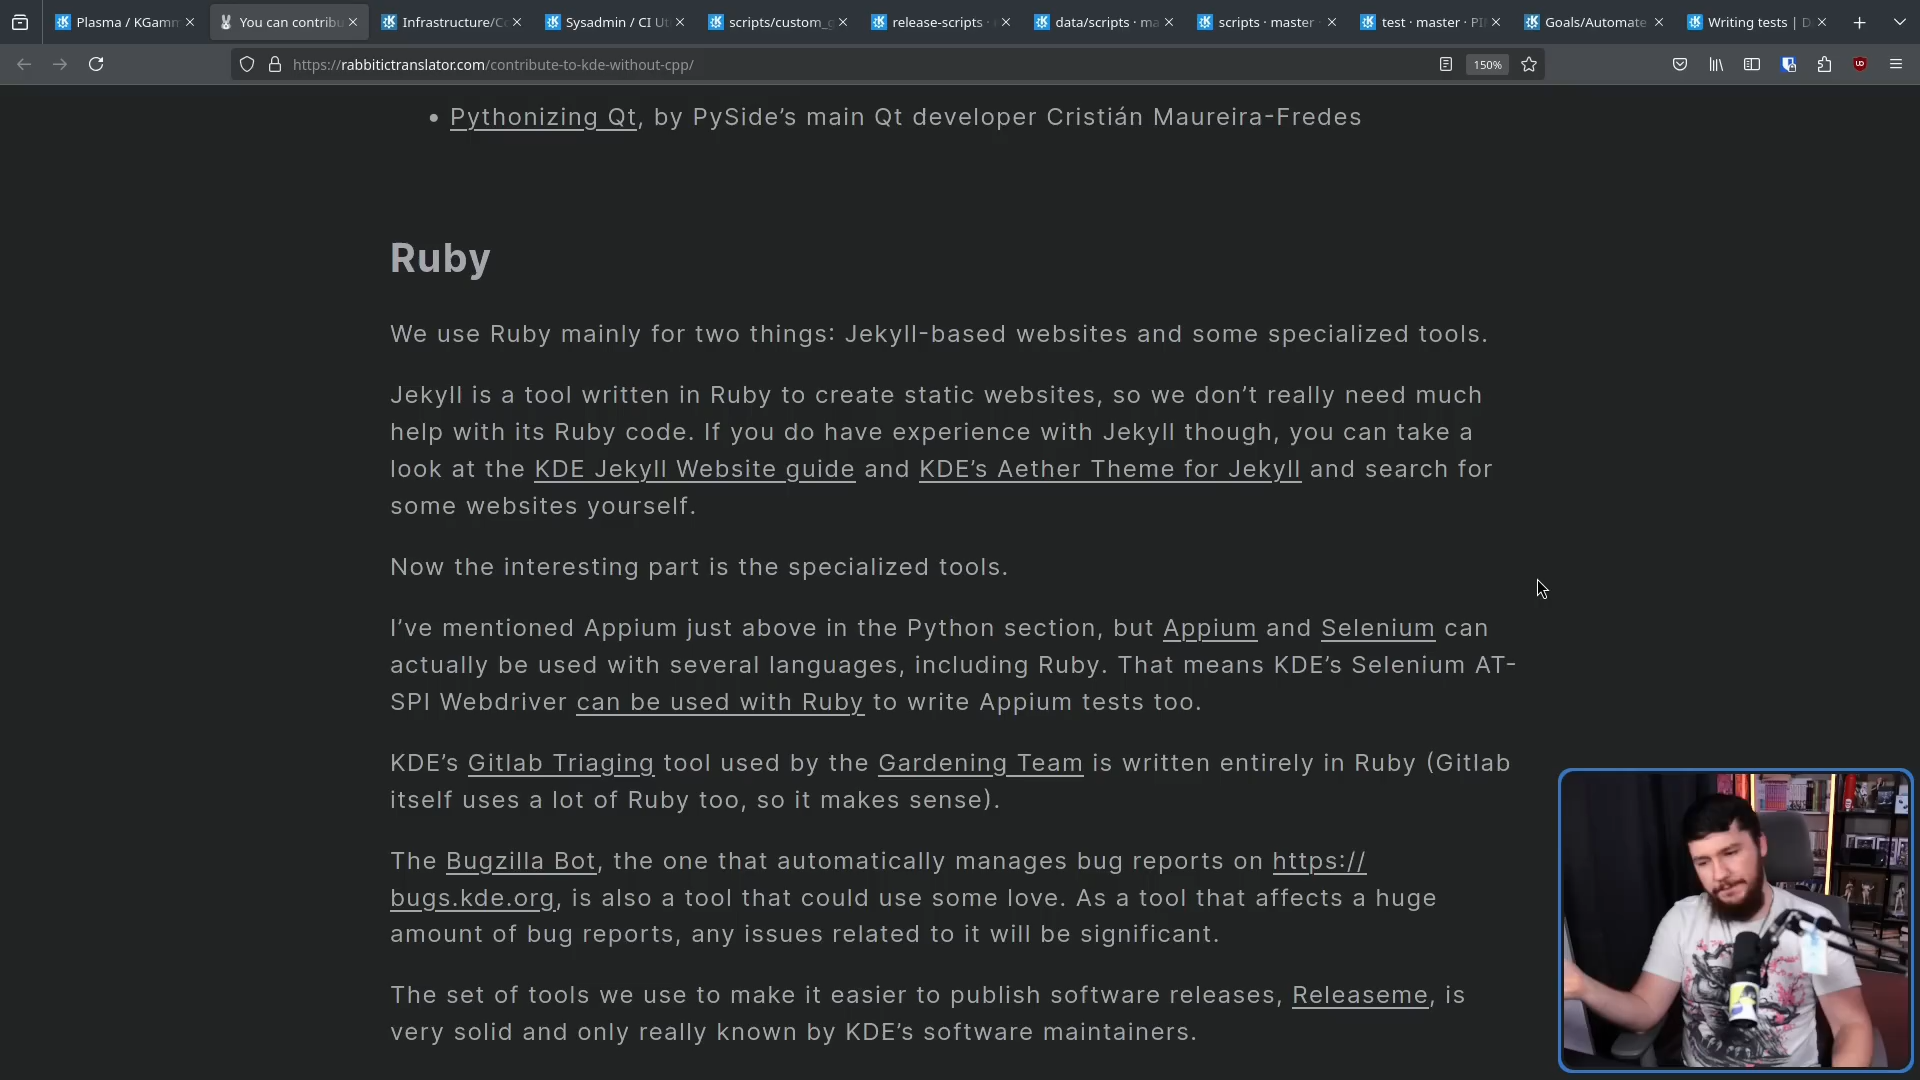 Plasma / KGam
You can contribu
Infrastructure/
Sysadmin / CI Ut
scripts/custom_
release-scripts ·
data/scripts · ma
scripts · master
test · master · PI
Goals/Automate
Writing tests |
https://rabbitictranslator.com/contribute-to-kde-without-cpp/
150%
• Pythonizing Qt, by PySide’s main Qt developer Cristián Maureira-Fredes
Ruby
We use Ruby mainly for two things: Jekyll-based websites and some specialized tools.
Jekyll is a tool written in Ruby to create static websites, so we don’t really need much
help with its Ruby code. If you do have experience with Jekyll though, you can take a
look at the KDE Jekyll Website guide and KDE’s Aether Theme for Jekyll and search for
some websites yourself.
Now the interesting part is the specialized tools.
I’ve mentioned Appium just above in the Python section, but Appium and Selenium can
actually be used with several languages, including Ruby. That means KDE’s Selenium AT-
SPI Webdriver can be used with Ruby to write Appium tests too.
KDE’s Gitlab Triaging tool used by the Gardening Team is written entirely in Ruby (Gitlab
itself uses a lot of Ruby too, so it makes sense).
The Bugzilla Bot, the one that automatically manages bug reports on https://
bugs.kde.org, is also a tool that could use some love. As a tool that affects a huge
amount of bug reports, any issues related to it will be significant.
The set of tools we use to make it easier to publish software releases, Releaseme, is
very solid and only really known by KDE’s software maintainers.